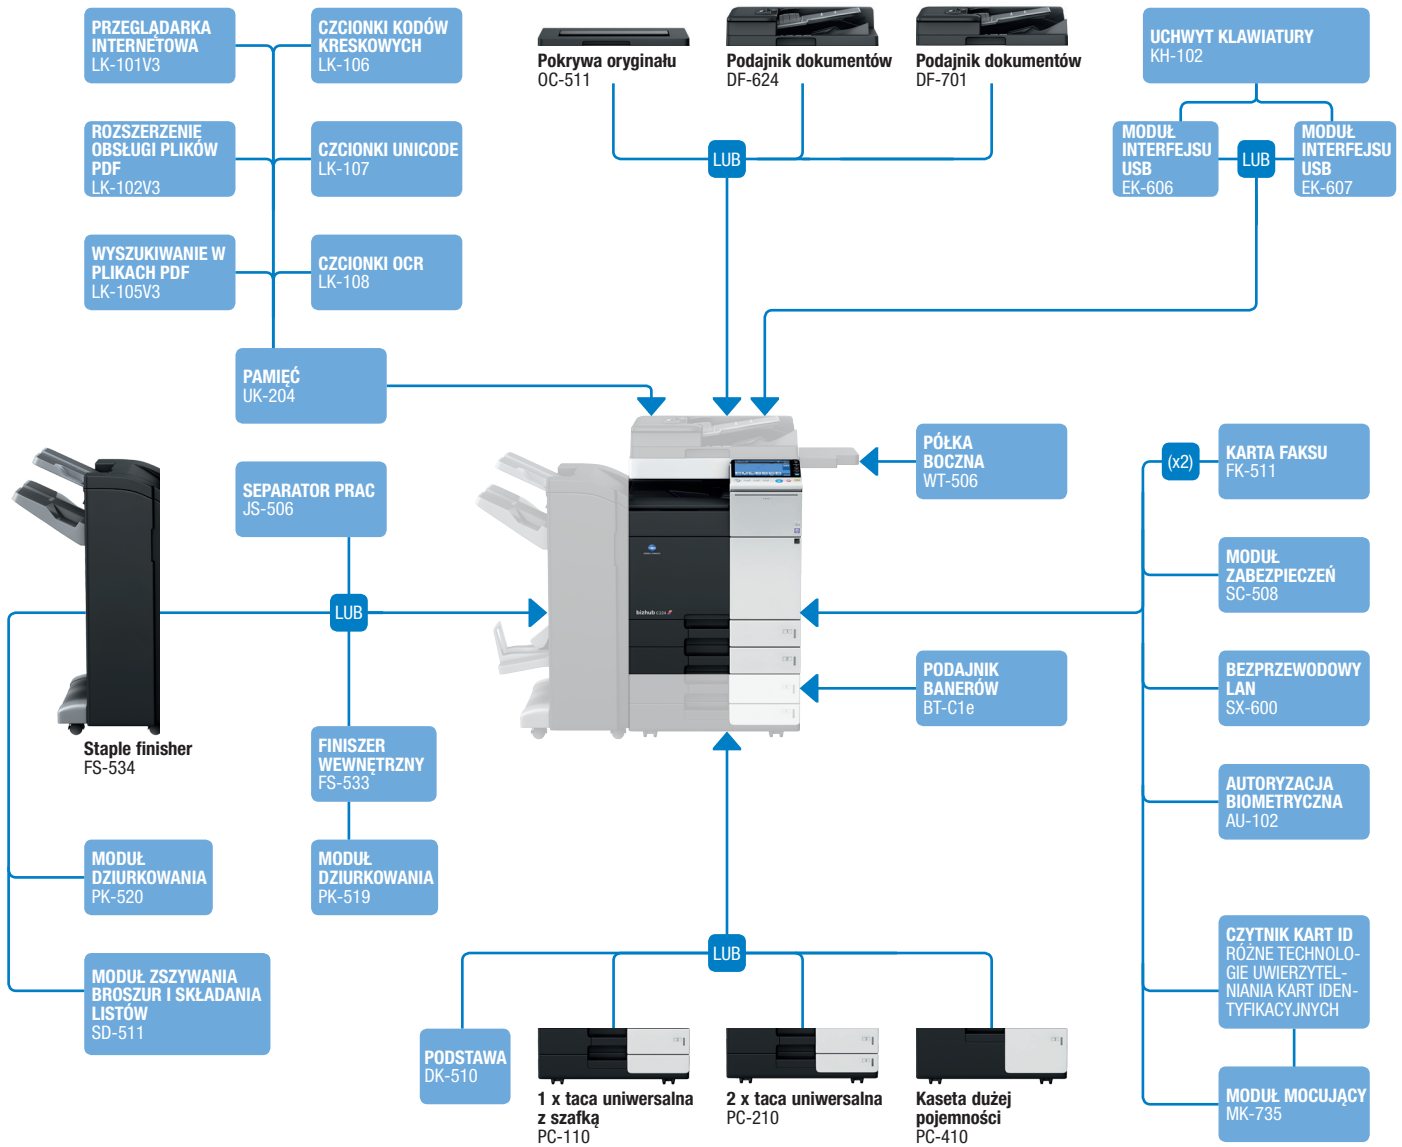 PRZEGLĄDARKA
INTERNETOWA
LK-101V3
CZCIONKI KODÓW
KRESKOWYCH
LK-106
Pokrywa oryginału
OC-511
Podajnik dokumentów
DF-624
Podajnik dokumentów
DF-701
UCHWYT KLAWIATURY
KH-102
ROZSZERZENIE
OBSŁUGI PLIKÓW
PDF
LK-102V3
CZCIONKI UNICODE
LK-107
LUB
MODUŁ
INTERFEJSU
USB
EK-606
LUB
MODUŁ
INTERFEJSU
USB
EK-607
WYSZUKIWANIE W
PLIKACH PDF
LK-105V3
CZCIONKI OCR
LK-108
PAMIĘĆ
UK-204
SEPARATOR PRAC
JS-506
PÓŁKA
BOCZNA
WT-506
(x2)
KARTA FAKSU
FK-511
MODUŁ
ZABEZPIECZEŃ
SC-508
LUB
bizhub
PODAJNIK
BANERÓW
BT-C1e
BEZPRZEWODOWY
LAN
SX-600
Staple finisher
FS-534
FINISZER
WEWNĘTRZNY
FS-533
AUTORYZACJA
BIOMETRYCZNA
AU-102
MODUŁ
DZIURKOWANIA
PK-520
MODUŁ
DZIURKOWANIA
PK-519
MODUŁ ZSZYWANIA
BROSZUR I SKŁADANIA
LISTÓW
SD-511
LUB
CZYTNIK KART ID
RÓŻNE TECHNOLO-
GIE UWIERZYTEL-
NIANIA KART IDEN-
TYFIKACYJNYCH
PODSTAWA
DK-510
1 x taca uniwersalna
z szafką
PC-110
2 x taca uniwersalna
PC-210
Kaseta dużej
pojemności
PC-410
MODUŁ MOCUJĄCY
MK-735